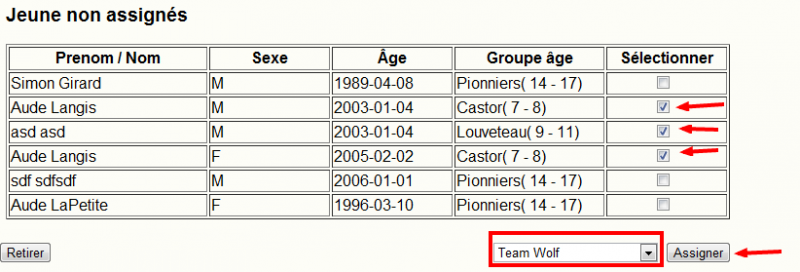 Jeune non assignés
Prenom / Nom Sexe Âge Groupe âge Sélectionner
Simon Girard M 1989-04-08 Pionniers( 14 - 17)
Aude Langis M 2003-01-04 Castor( 7 - 8)
asd asd M 2003-01-04 Louveteau( 9 - 11)
Aude Langis F 2005-02-02 Castor( 7 - 8)
sdf sdfsdf M 2006-01-01 Pionniers( 14 - 17)
Aude LaPetite F 1996-03-10 Pionniers( 14 - 17)
Retirer Team Wolf Assigner